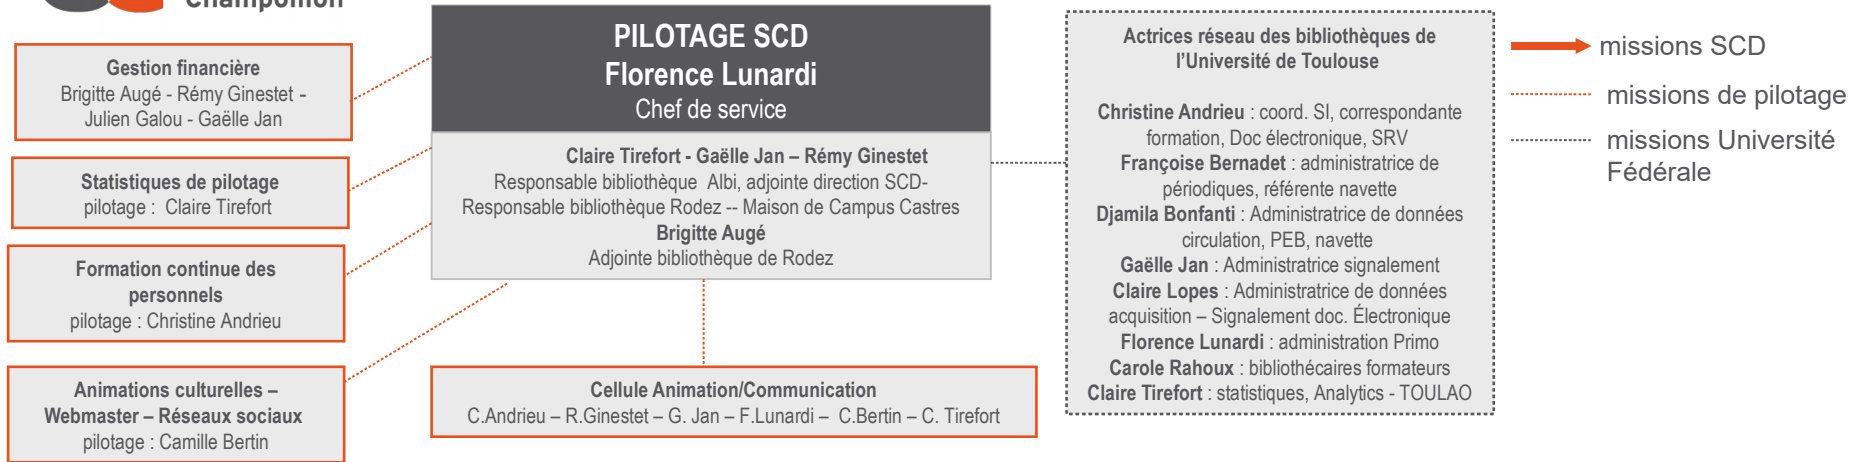 Champollion
Gestion financière
Brigitte Augé - Rémy Ginestet -
Julien Galou - Gaëlle Jan
Statistiques de pilotage
pilotage : Claire Tirefort
Formation continue des
personnels
pilotage : Christine Andrieu
Animations culturelles –
Webmaster – Réseaux sociaux
pilotage : Camille Bertin
PILOTAGE SCD
Florence Lunardi
Chef de service
Claire Tirefort - Gaëlle Jan – Rémy Ginestet
Responsable bibliothèque Albi, adjointe direction SCD-
Responsable bibliothèque Rodez -- Maison de Campus Castres
Brigitte Augé
Adjointe bibliothèque de Rodez
Cellule Animation/Communication
C.Andrieu – R.Ginestet – G. Jan – F.Lunardi – C.Bertin – C. Tirefort
Actrices réseau des bibliothèques de
l’Université de Toulouse
Christine Andrieu : coord. SI, correspondante
formation, Doc électronique, SRV
Françoise Bernadet : administratrice de
périodiques, référente navette
Djamila Bonfanti : Administratrice de données
circulation, PEB, navette
Gaëlle Jan : Administratrice signalement
Claire Lopes : Administratrice de données
acquisition – Signalement doc. Électronique
Florence Lunardi : administration Primo
Carole Rahoux : bibliothécaires formateurs
Claire Tirefort : statistiques, Analytics - TOULAO
missions SCD
missions de pilotage
missions Université
Fédérale